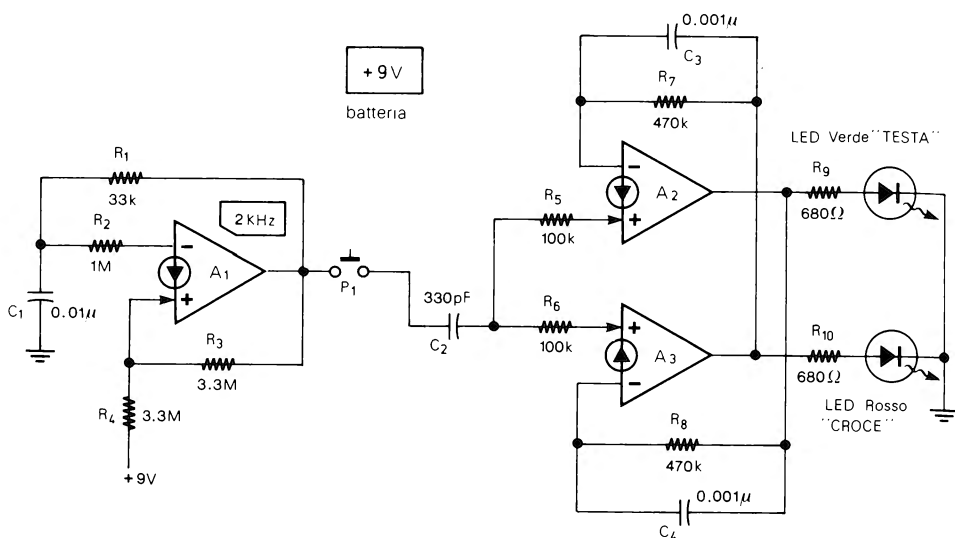 0.001µ
C3
+9V
batteria
R7
470k
LED Verde "TESTA"
R1
33k
R2
1M
2KHz
A1
C1
0.01µ
P1
R3
3.3M
R4
3.3M
+9V
330pF
C2
R5
100k
A2
R9
680Ω
R6
100k
A3
R10
680Ω
LED Rosso
"CROCE"
R8
470k
0.001µ
C4